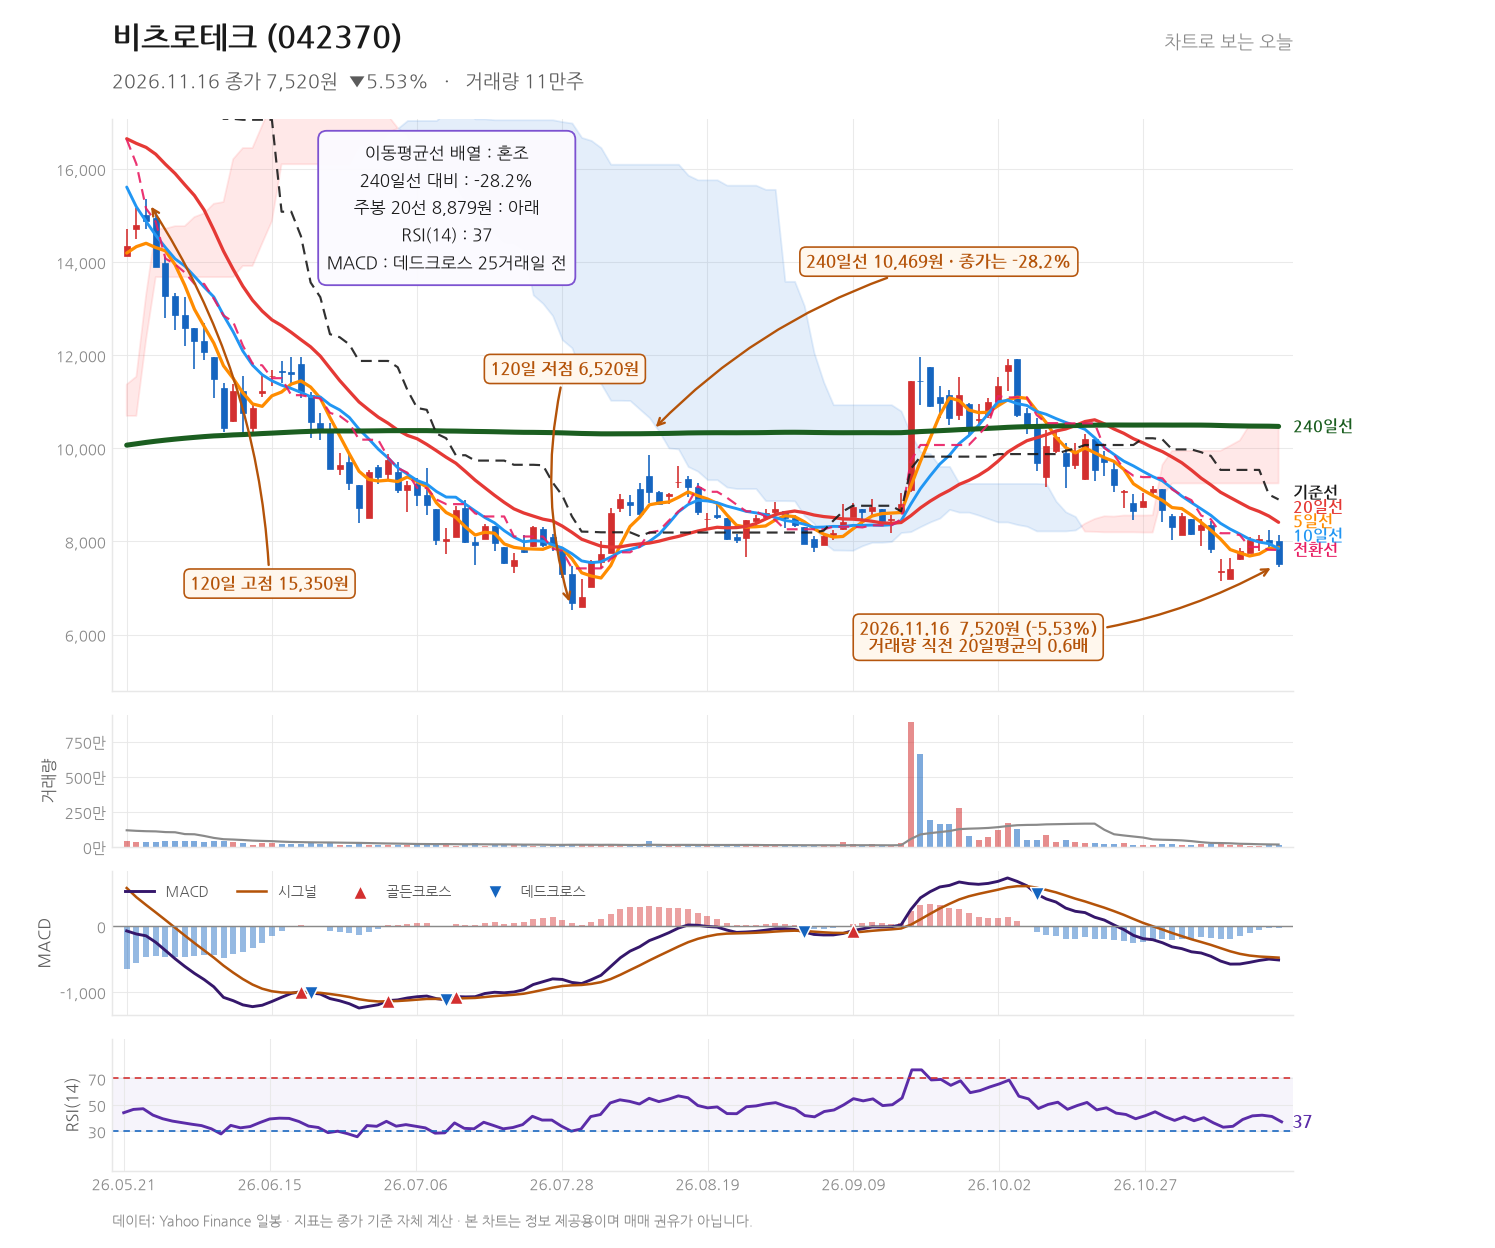 비츠로테크 (042370)
차트로 보는 오늘
2026.11.16 종가 7,520원 ▼5.53% · 거래량 11만주
이동평균선 배열 : 혼조
240일선 대비 : -28.2%
주봉 20선 8,879원 : 아래
RSI(14) : 37
MACD : 데드크로스 25거래일 전
240일선 10,469원 · 종가는 -28.2%
120일 저점 6,520원
120일 고점 15,350원
2026.11.16 7,520원 (-5.53%)
거래량 직전 20일평균의 0.6배
16,000
14,000
12,000
10,000
8,000
6,000
240일선
기준선
20일선
5일선
10일선
전환선
거래량
750만
500만
250만
0만
MACD
MACD
시그널
골든크로스
데드크로스
0
-1,000
RSI(14)
70
50
30
37
26.05.21
26.06.15
26.07.06
26.07.28
26.08.19
26.09.09
26.10.02
26.10.27
데이터: Yahoo Finance 일봉 · 지표는 종가 기준 자체 계산 · 본 차트는 정보 제공용이며 매매 권유가 아닙니다.